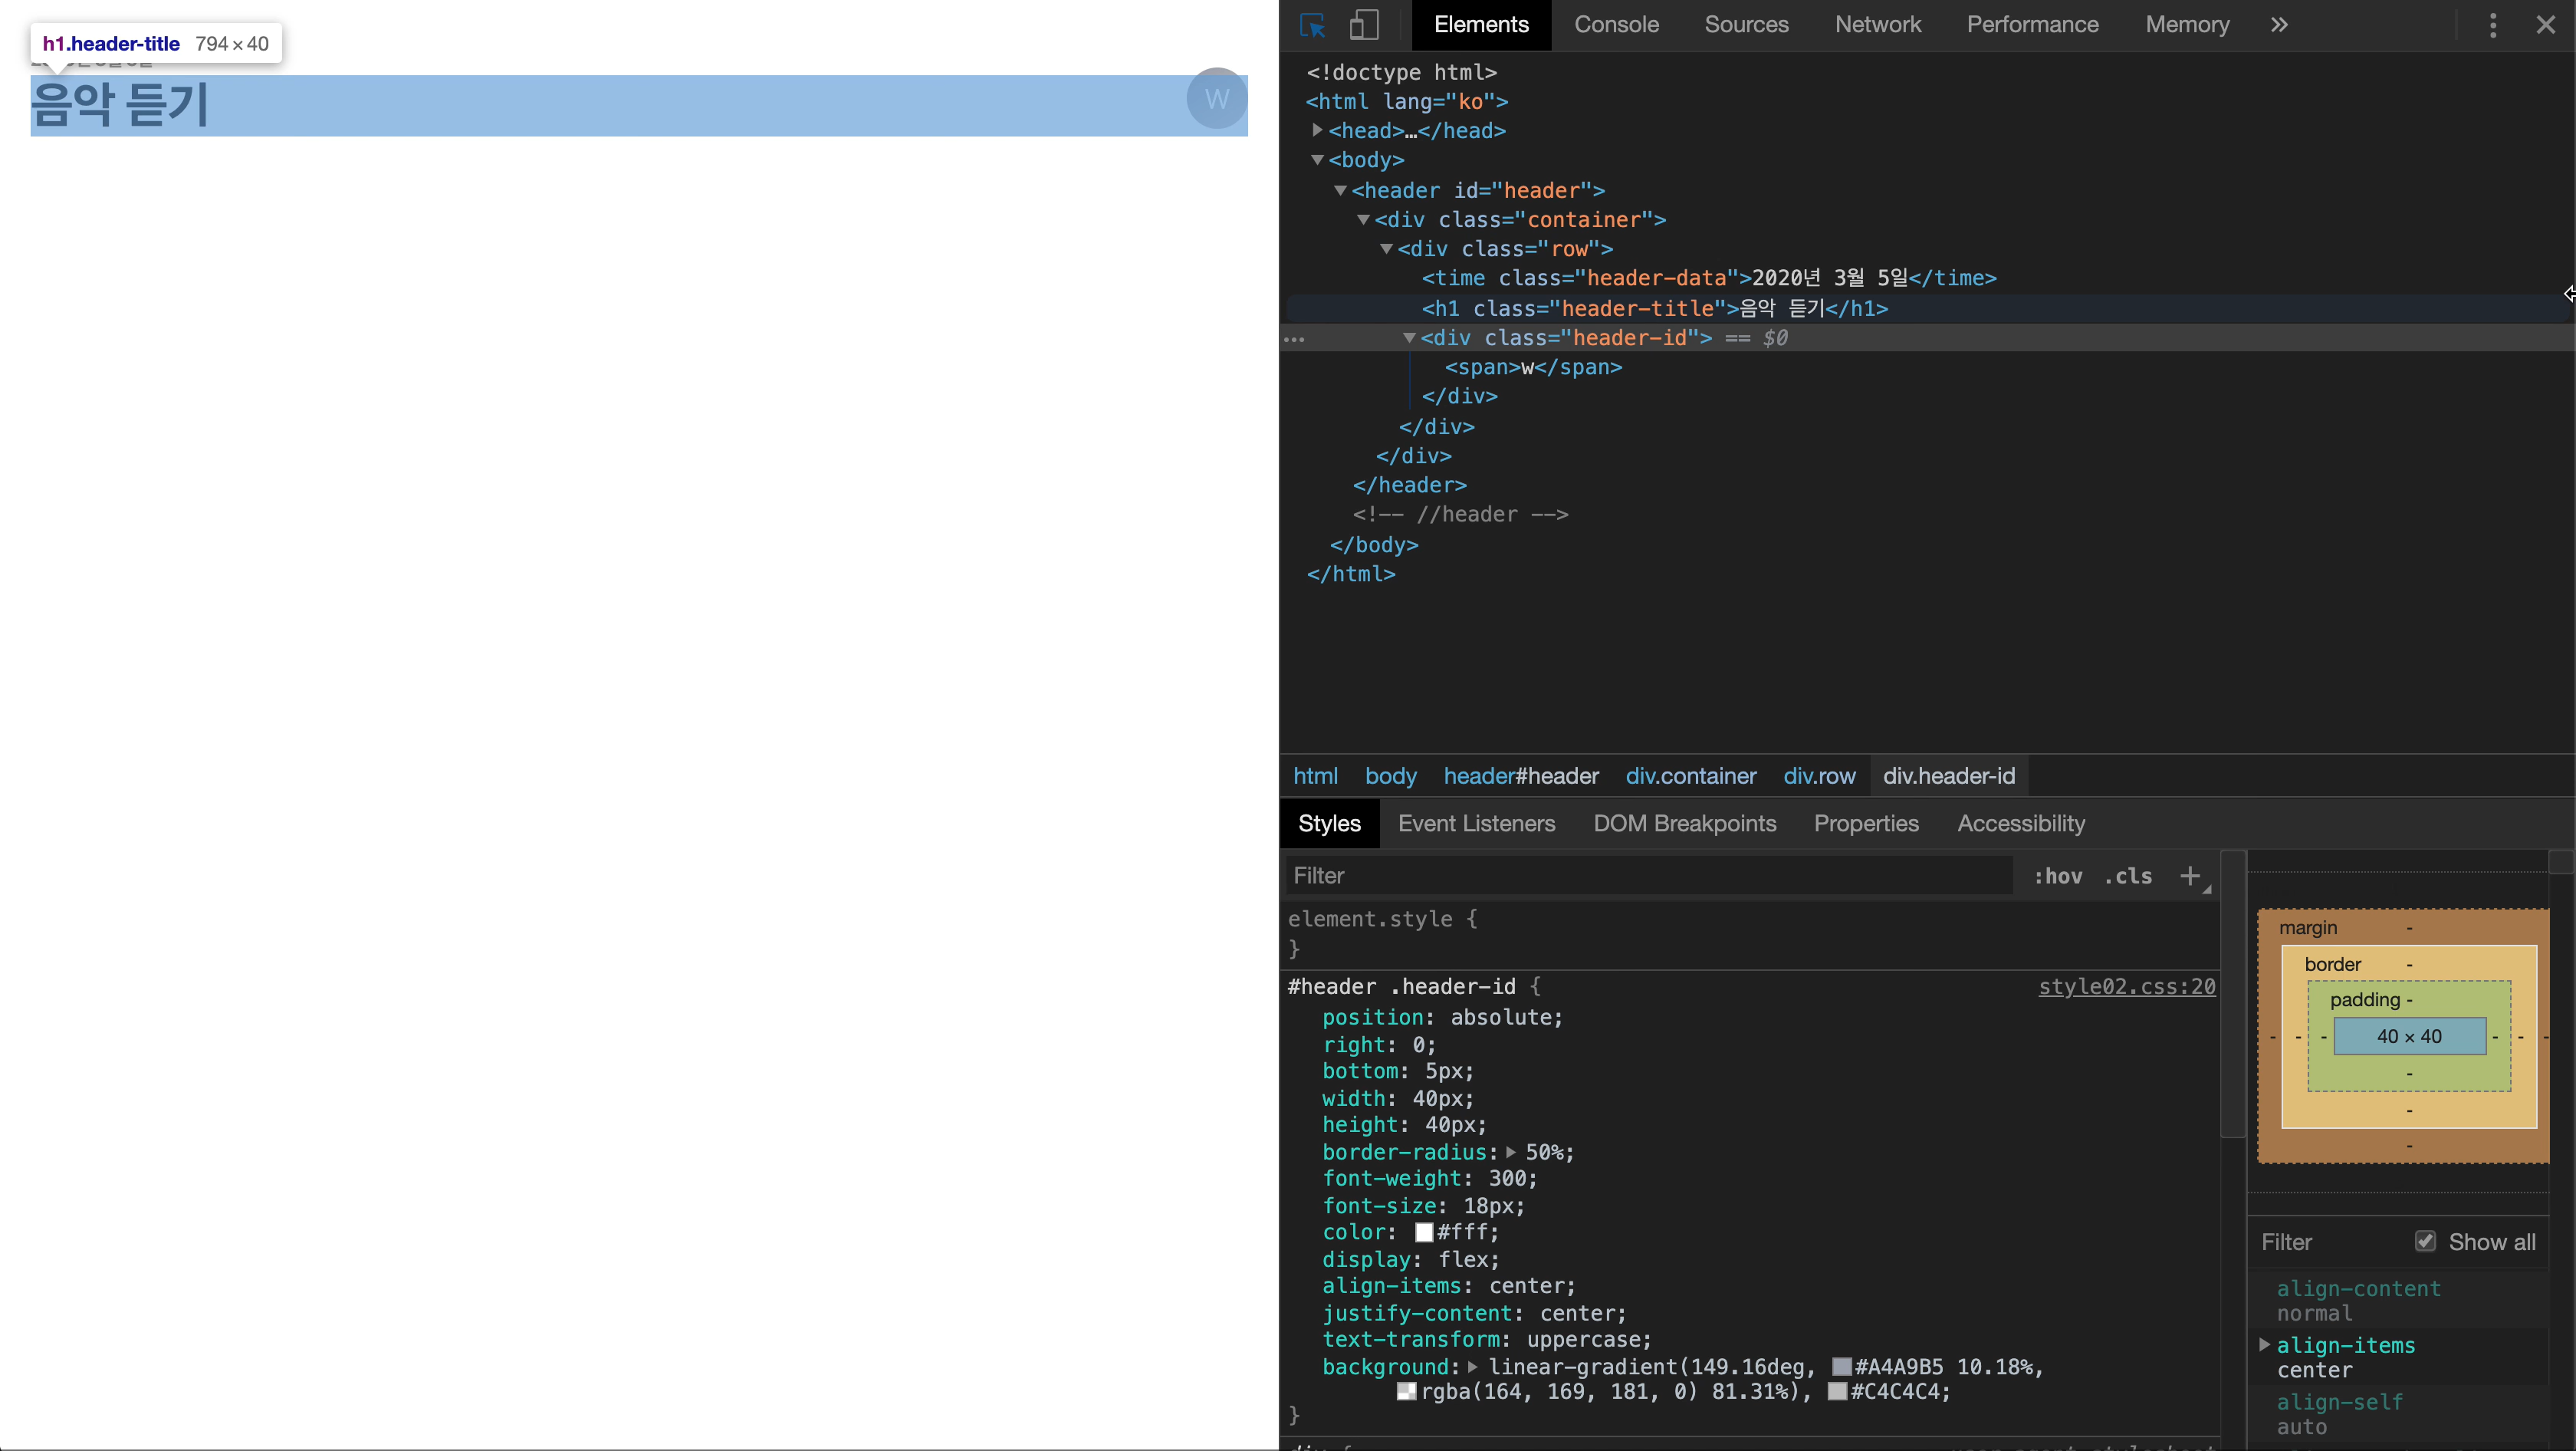 h1.header-title 794 × 40
음악 듣기
W
Elements Console Sources Network Performance Memory
<!doctype html>
<html lang="ko">
<head>…</head>
<body>
<header id="header">
<div class="container">
<div class="row">
<time class="header-data">2020년 3월 5일</time>
<h1 class="header-title">음악 듣기</h1>
<div class="header-id"> == $0
<span>w</span>
</div>
</div>
</div>
</header>
<!-- //header -->
</body>
</html>
html body header#header div.container div.row div.header-id
Styles Event Listeners DOM Breakpoints Properties Accessibility
Filter :hov .cls +
element.style {
}
#header .header-id { style02.css:20
position: absolute;
right: 0;
bottom: 5px;
width: 40px;
height: 40px;
border-radius: 50%;
font-weight: 300;
font-size: 18px;
color: #fff;
display: flex;
align-items: center;
justify-content: center;
text-transform: uppercase;
background: linear-gradient(149.16deg, #A4A9B5 10.18%,
rgba(164, 169, 181, 0) 81.31%), #C4C4C4;
}
margin -
border -
padding -
- - - 40 × 40 - - -
-
-
-
Filter Show all
align-content
normal
align-items
center
align-self
auto